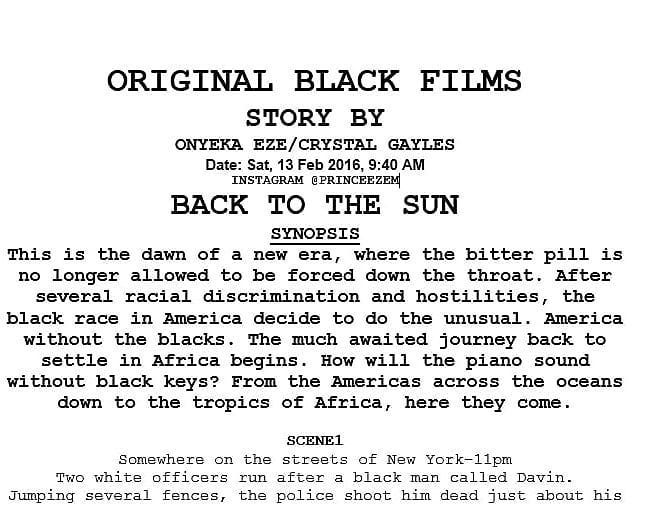 ORIGINAL BLACK FILMS
STORY BY
ONYEKA EZE/CRYSTAL GAYLES
Date: Sat, 13 Feb 2016, 9:40 AM
INSTAGRAM @PRINCEEZEM
BACK TO THE SUN
SYNOPSIS
This is the dawn of a new era, where the bitter pill is
no longer allowed to be forced down the throat. After
several racial discrimination and hostilities, the
black race in America decide to do the unusual. America
without the blacks. The much awaited journey back to
settle in Africa begins. How will the piano sound
without black keys? From the Americas across the oceans
down to the tropics of Africa, here they come.
SCENE1
Somewhere on the streets of New York-11pm
Two white officers run after a black man called Davin.
Jumping several fences, the police shoot him dead just about his